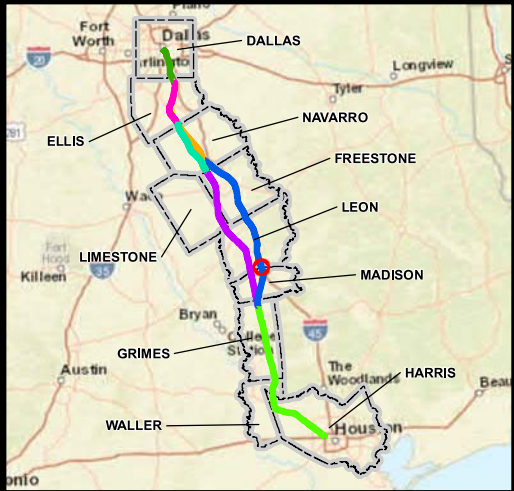 Plano
Fort
Worth
Dallas
DALLAS
Arlington
20
Longview
Tyler
NAVARRO
281
ELLIS
FREESTONE
LEON
Waco
LIMESTONE
Fort
Hood
35
Killeen
MADISON
Bryan
College
Station
45
GRIMES
The
Woodlands
HARRIS
Austin
Beau
WALLER
Houston
onio